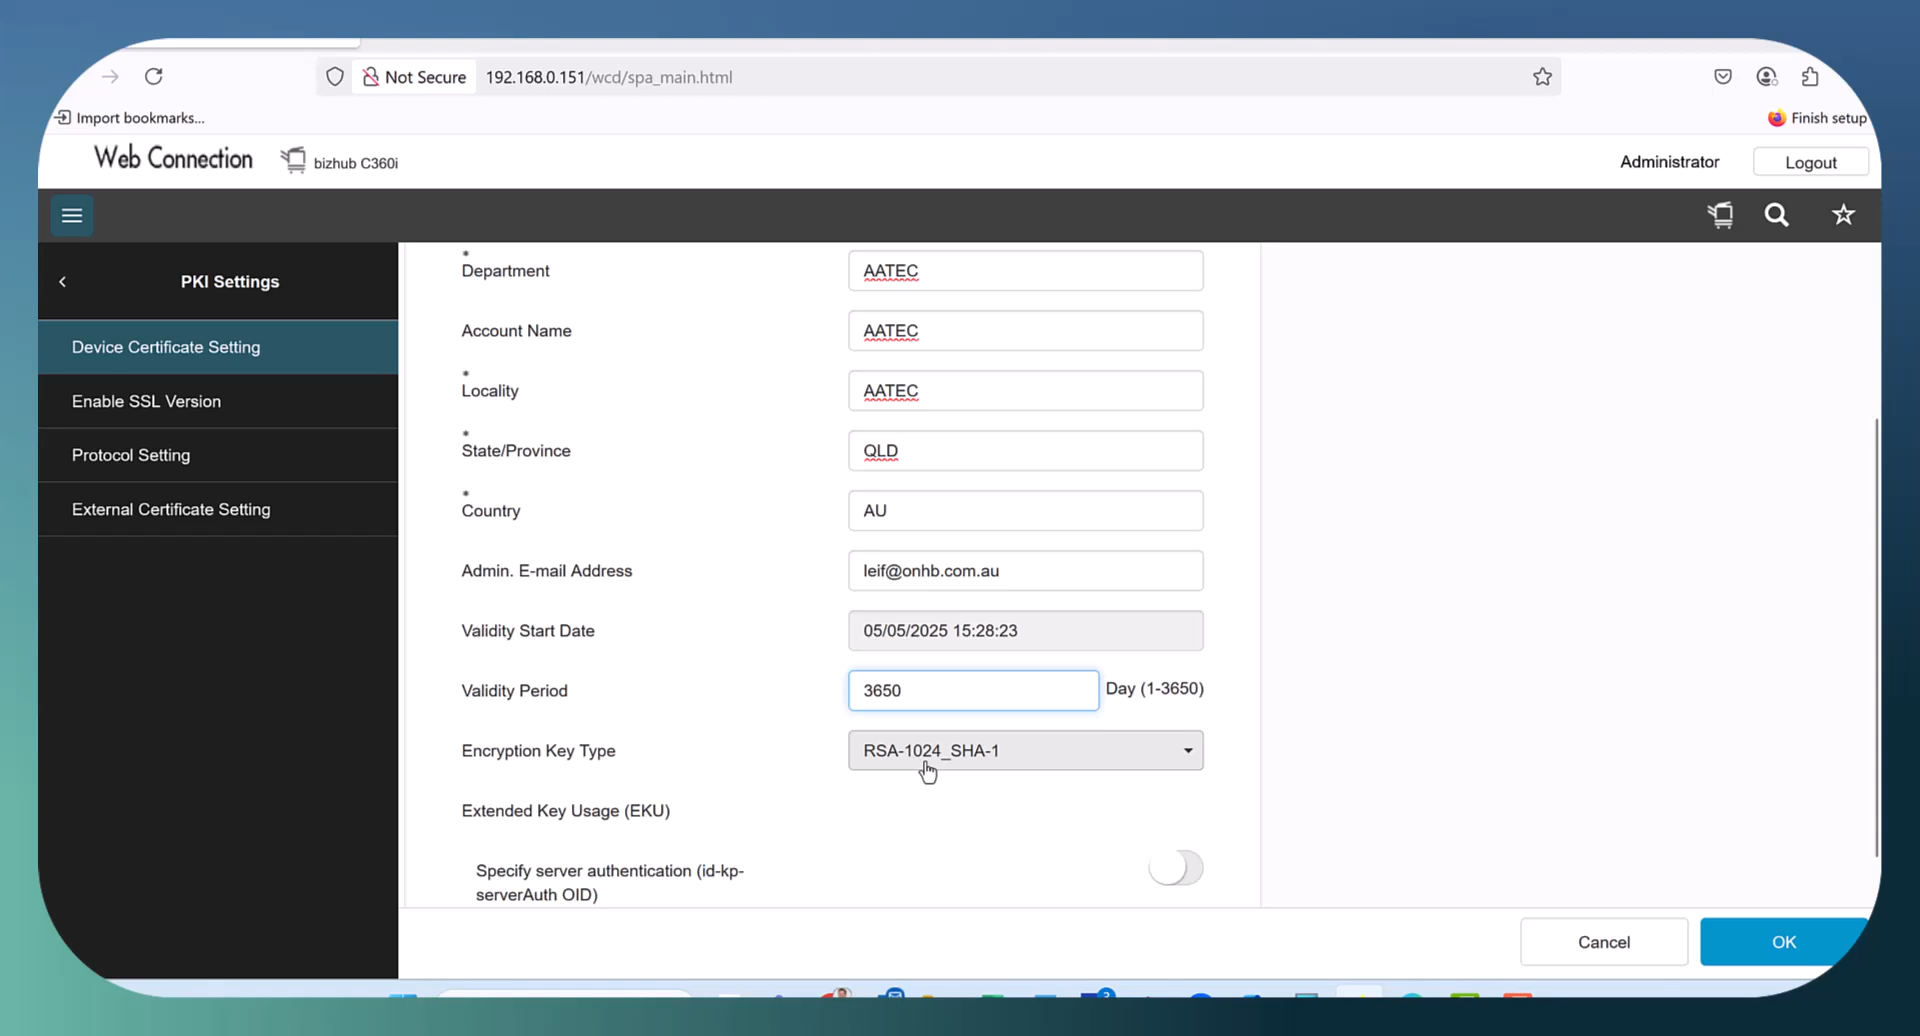 Not Secure 192.168.0.151/wcd/spa_main.html
Import bookmarks...
Finish setup
Web Connection
bizhub C360i
Administrator
Logout
PKI Settings
Device Certificate Setting
Enable SSL Version
Protocol Setting
External Certificate Setting
*
Department AATEC
Account Name AATEC
*
Locality AATEC
*
State/Province QLD
*
Country AU
Admin. E-mail Address leif@onhb.com.au
Validity Start Date 05/05/2025 15:28:23
Validity Period 3650 Day (1-3650)
Encryption Key Type RSA-1024_SHA-1
Extended Key Usage (EKU)
Specify server authentication (id-kp-
serverAuth OID)
Cancel
OK